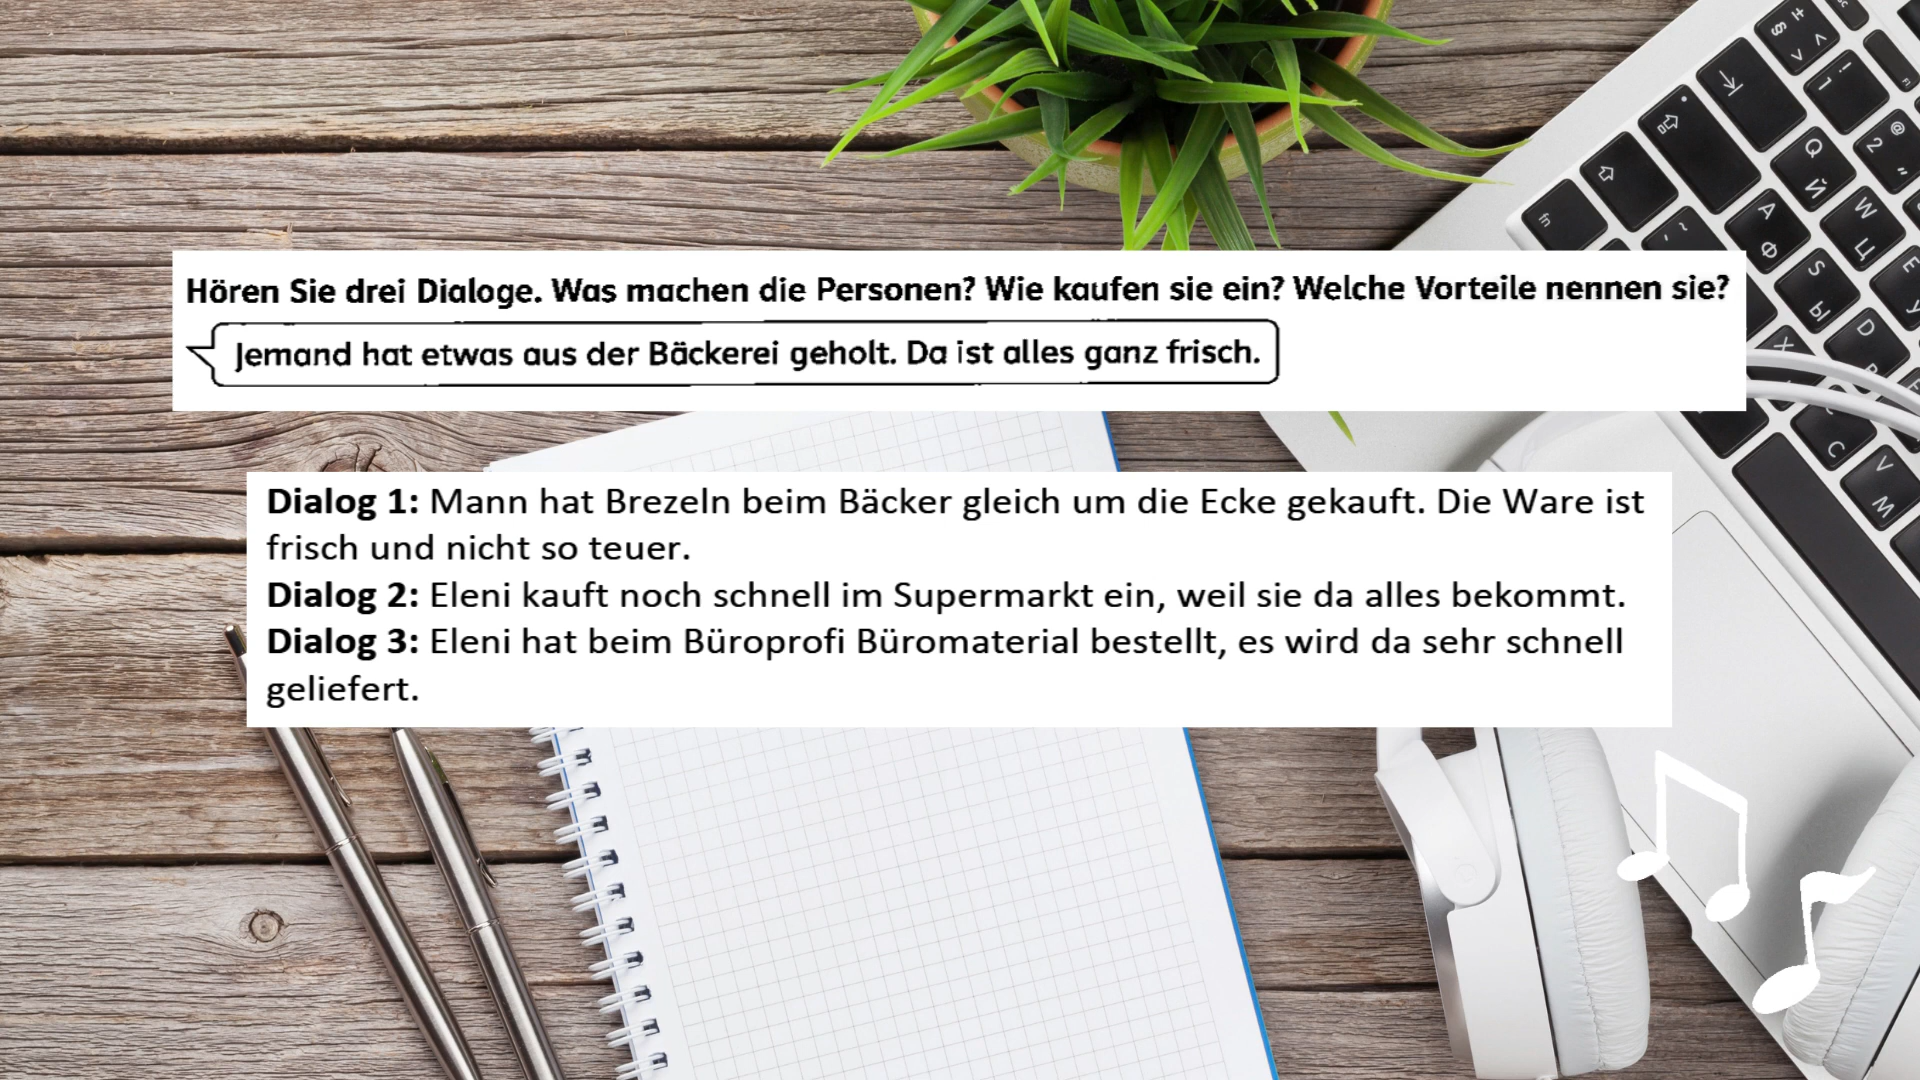 Hören Sie drei Dialoge. Was machen die Personen? Wie kaufen sie ein? Welche Vorteile nennen sie?
Jemand hat etwas aus der Bäckerei geholt. Da ist alles ganz frisch.
Dialog 1: Mann hat Brezeln beim Bäcker gleich um die Ecke gekauft. Die Ware ist
frisch und nicht so teuer.
Dialog 2: Eleni kauft noch schnell im Supermarkt ein, weil sie da alles bekommt.
Dialog 3: Eleni hat beim Büroprofi Büromaterial bestellt, es wird da sehr schnell
geliefert.